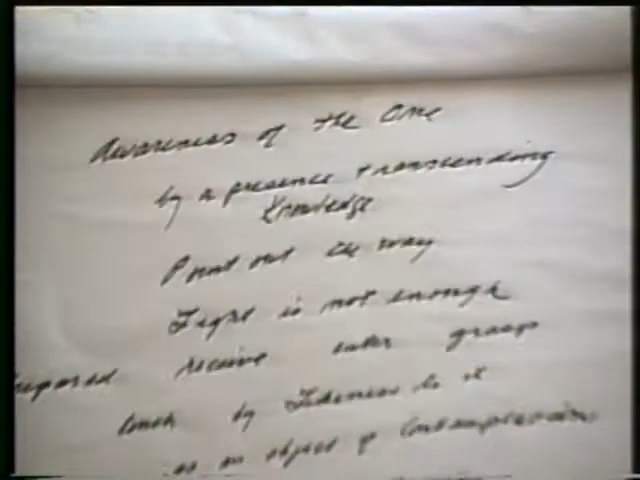 Awareness of the One
by a presence transcending
knowledge
Point out the way
Light is not enough
prepared receive enter grasp
touch by Likeness to it
as an object of Contemplation